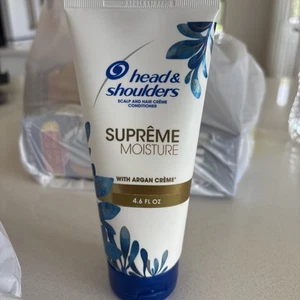 head &
shoulders
SCALP AND HAIR CRÈME
CONDITIONER
SUPRÊME
MOISTURE
WITH ARGAN CRÈME*
4.6 FL OZ